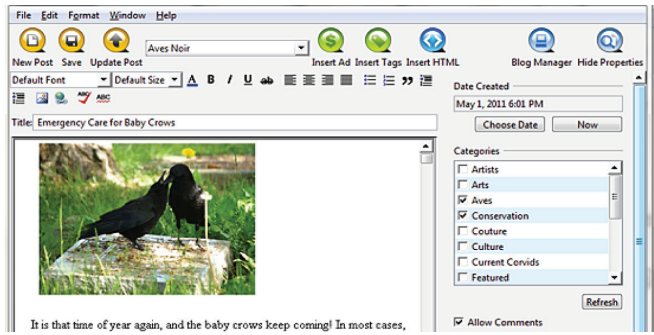 File Edit Format Window Help
Aves Noir
New Post Save Update Post Insert Ad Insert Tags Insert HTML Blog Manager Hide Properties
Default Font Default Size A B I U ab
ABC ABC
Title: Emergency Care for Baby Crows
It is that time of year again, and the baby crows keep coming! In most cases,
Date Created
May 1, 2011 6:01 PM
Choose Date Now
Categories
Artists
Arts
Aves
Conservation
Couture
Culture
Current Corvids
Featured
Refresh
Allow Comments